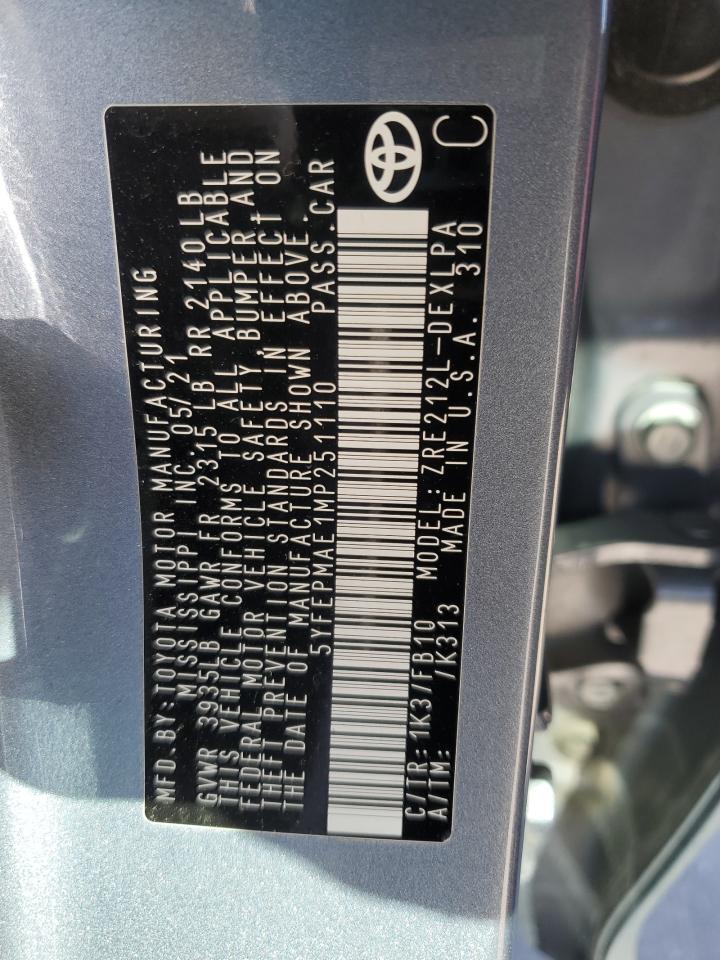 MFD.BY:TOYOTA MOTOR MANUFACTURING
MISSISSIPPI INC. 05/21
GVWR 3935LB GAWR FR 2315 LB RR 2140LB
THIS VEHICLE CONFORMS TO ALL APPLICABLE
FEDERAL MOTOR VEHICLE SAFETY, BUMPER AND
THEFT PREVENTION STANDARDS IN EFFECT ON
THE DATE OF MANUFACTURE SHOWN ABOVE.
5YFEPMAE1MP251110 PASS.CAR
C/TR: 1K3/FB10 MODEL: ZRE212L-DEXLPA
A/TM: /K313 MADE IN U.S.A. 310
C